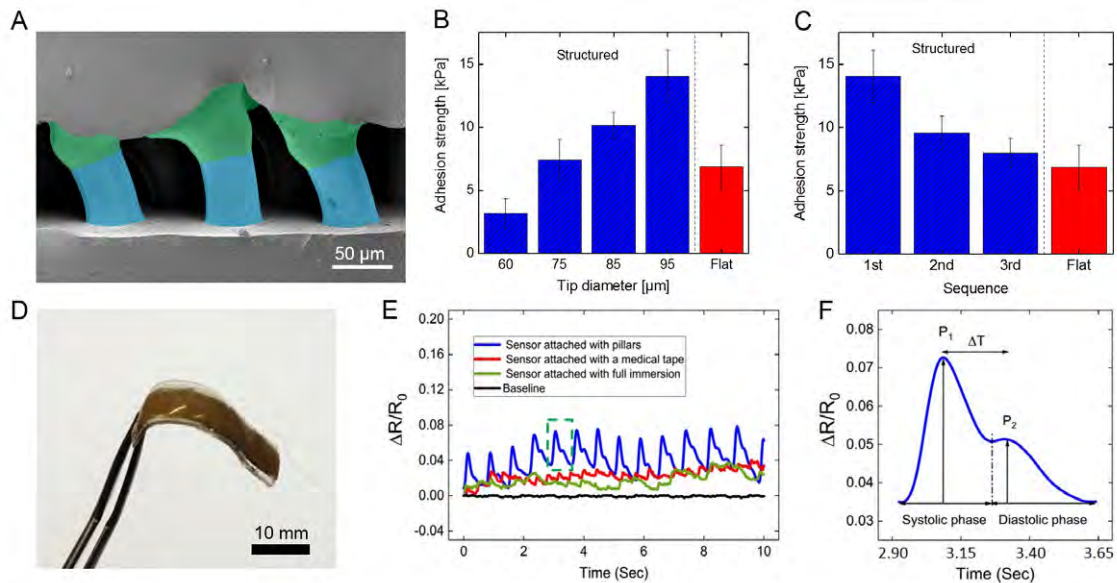 A
50 µm
B
Structured
Adhesion strength [kPa]
15
10
5
0
60 75 85 95 Flat
Tip diameter [µm]
C
Structured
Adhesion strength [kPa]
15
10
5
0
1st 2nd 3rd Flat
Sequence
D
10 mm
E
0.20
0.16
0.12
0.08
0.04
0.00
-0.04
ΔR/R0
Sensor attached with pillars
Sensor attached with a medical tape
Sensor attached with full immersion
Baseline
0 2 4 6 8 10
Time (Sec)
F
0.08
0.07
0.06
0.05
0.04
0.03
ΔR/R0
P1
ΔT
P2
Systolic phase
Diastolic phase
2.90 3.15 3.40 3.65
Time (Sec)